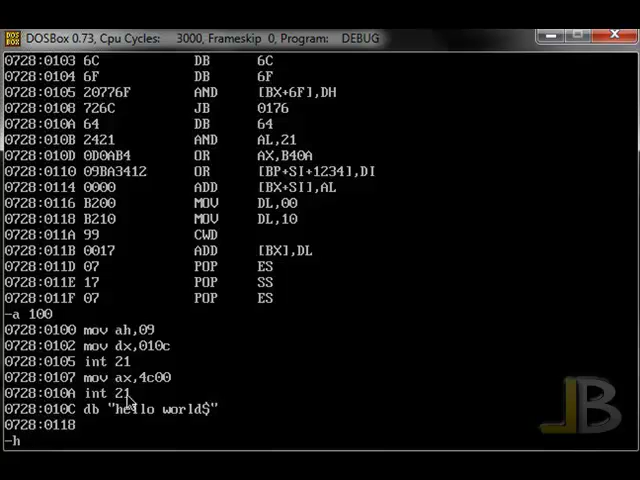 DOS BOX DOSBox 0.73, Cpu Cycles: 3000, Frameskip 0, Program: DEBUG
0728:0103 6C DB 6C
0728:0104 6F DB 6F
0728:0105 20776F AND [BX+6F],DH
0728:0108 726C JB 0176
0728:010A 64 DB 64
0728:010B 2421 AND AL,21
0728:010D 0D0AB4 OR AX,B40A
0728:0110 09BA3412 OR [BP+SI+1234],DI
0728:0114 0000 ADD [BX+SI],AL
0728:0116 B200 MOV DL,00
0728:0118 B210 MOV DL,10
0728:011A 99 CWD
0728:011B 0017 ADD [BX],DL
0728:011D 07 POP ES
0728:011E 17 POP SS
0728:011F 07 POP ES
-a 100
0728:0100 mov ah,09
0728:0102 mov dx,010c
0728:0105 int 21
0728:0107 mov ax,4c00
0728:010A int 21
0728:010C db "hello world$"
0728:0118
-h
JB